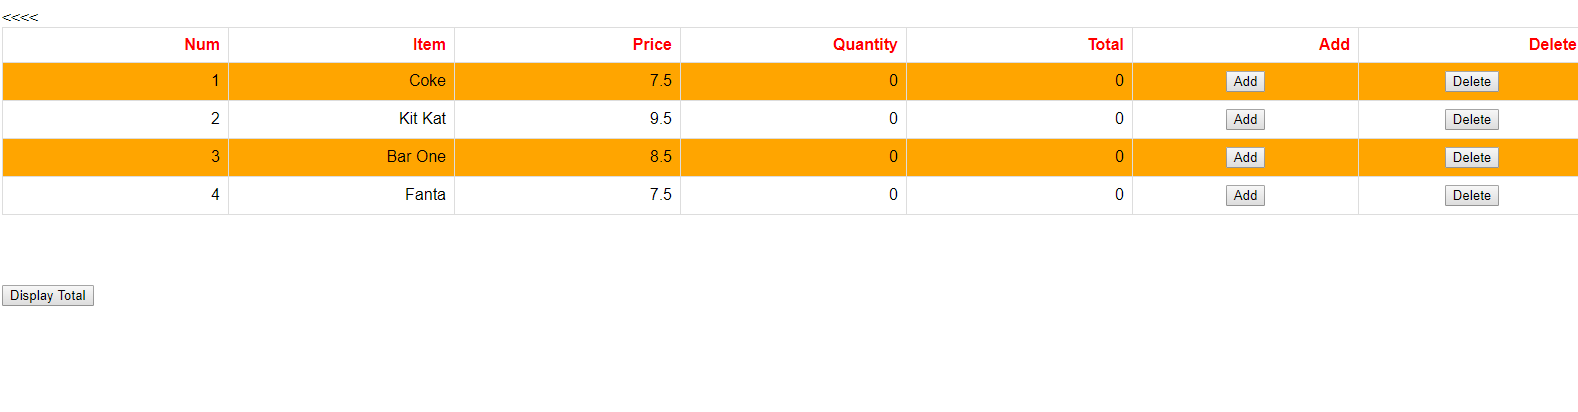 <<<<
Num Item Price Quantity Total Add Delete
1 Coke 7.5 0 0 Add Delete
2 Kit Kat 9.5 0 0 Add Delete
3 Bar One 8.5 0 0 Add Delete
4 Fanta 7.5 0 0 Add Delete
Display Total